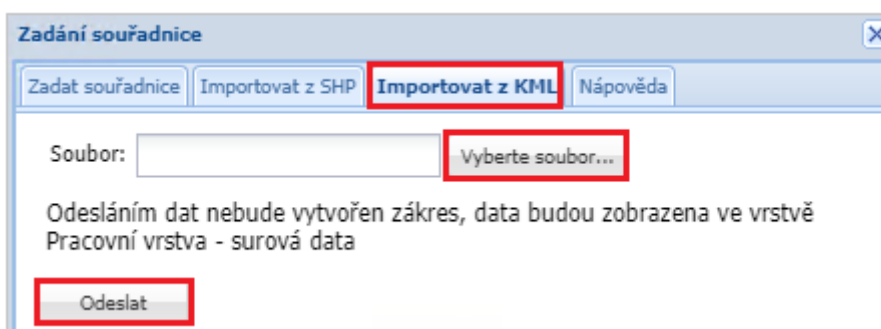 Zadání souřadnice
Zadat souřadnice Importovat z SHP Importovat z KML Nápověda
Soubor: Vyberte soubor...
Odesláním dat nebude vytvořen zákres, data budou zobrazena ve vrstvě
Pracovní vrstva - surová data
Odeslat